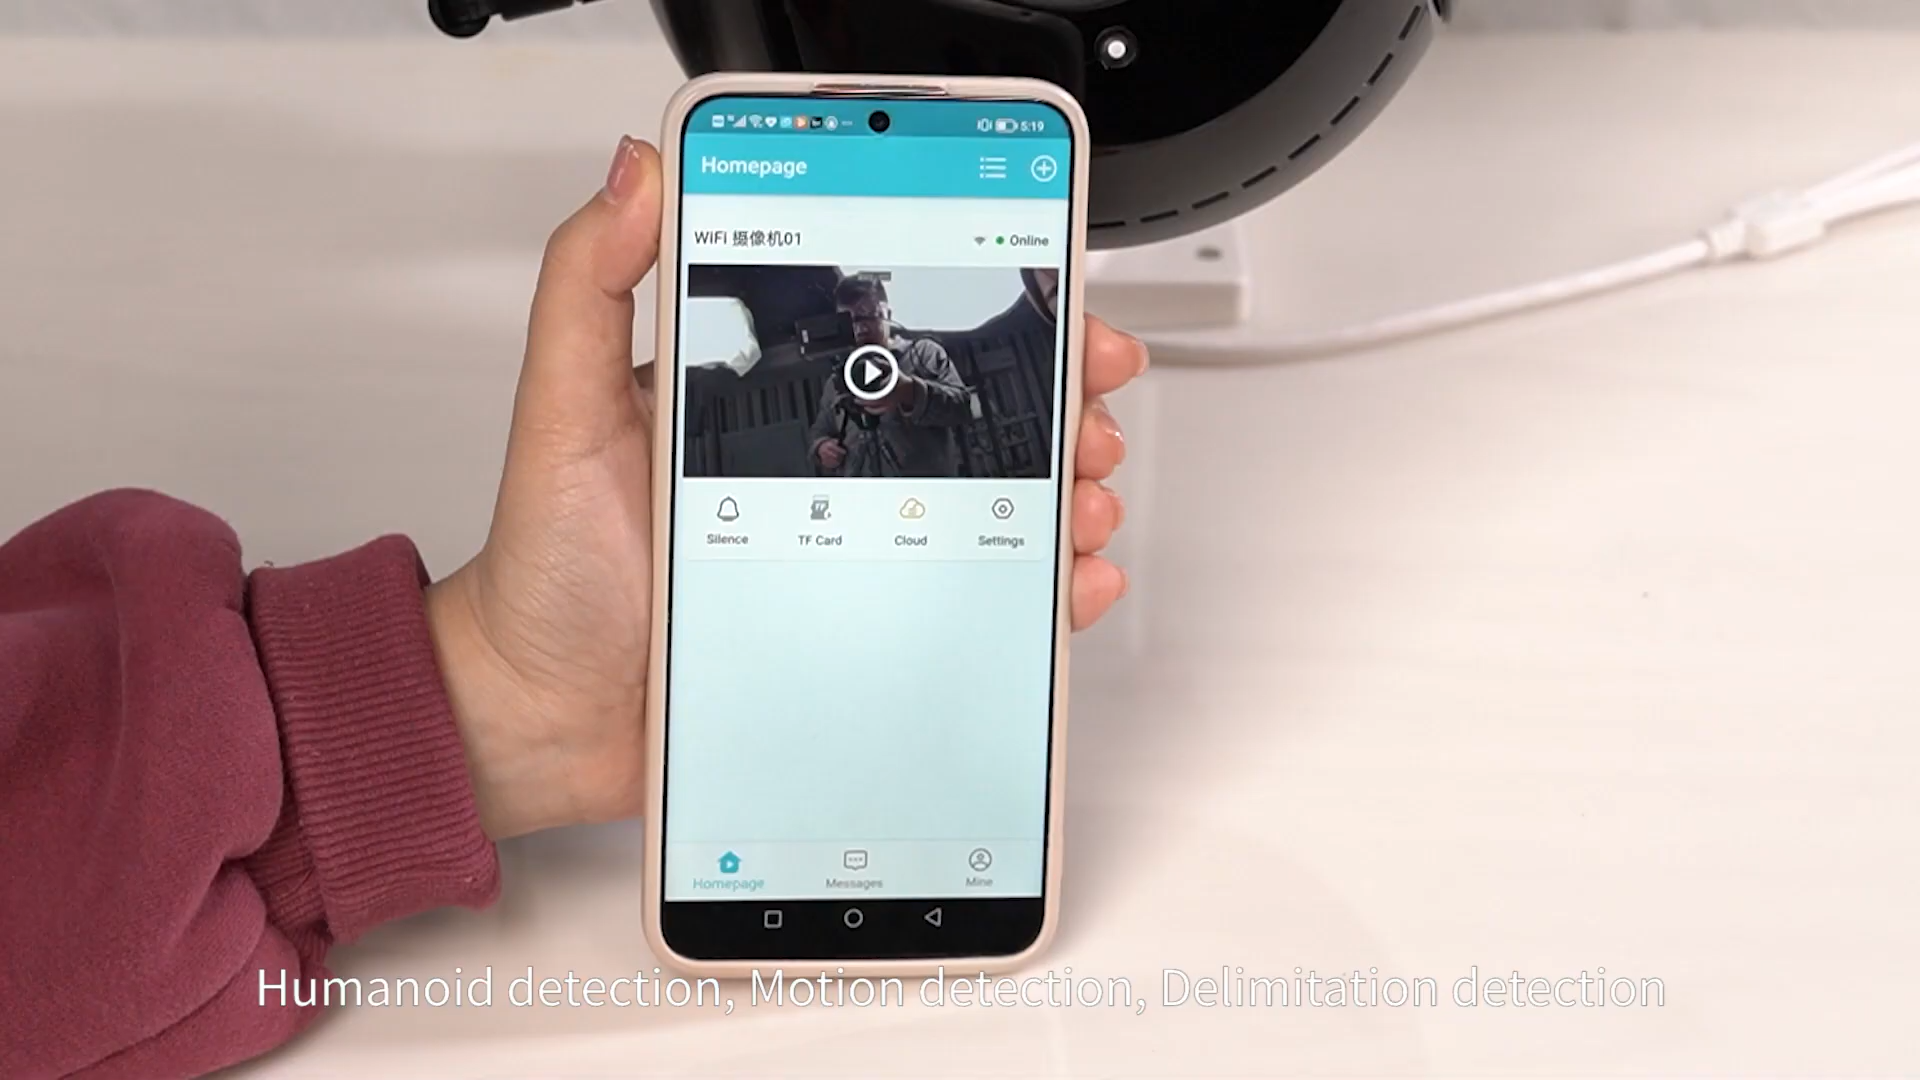 5:19
Homepage
WiFi 摄像机01
Online
Silence
TF Card
Cloud
Settings
Homepage
Messages
Mine
Humanoid detection, Motion detection, Delimitation detection